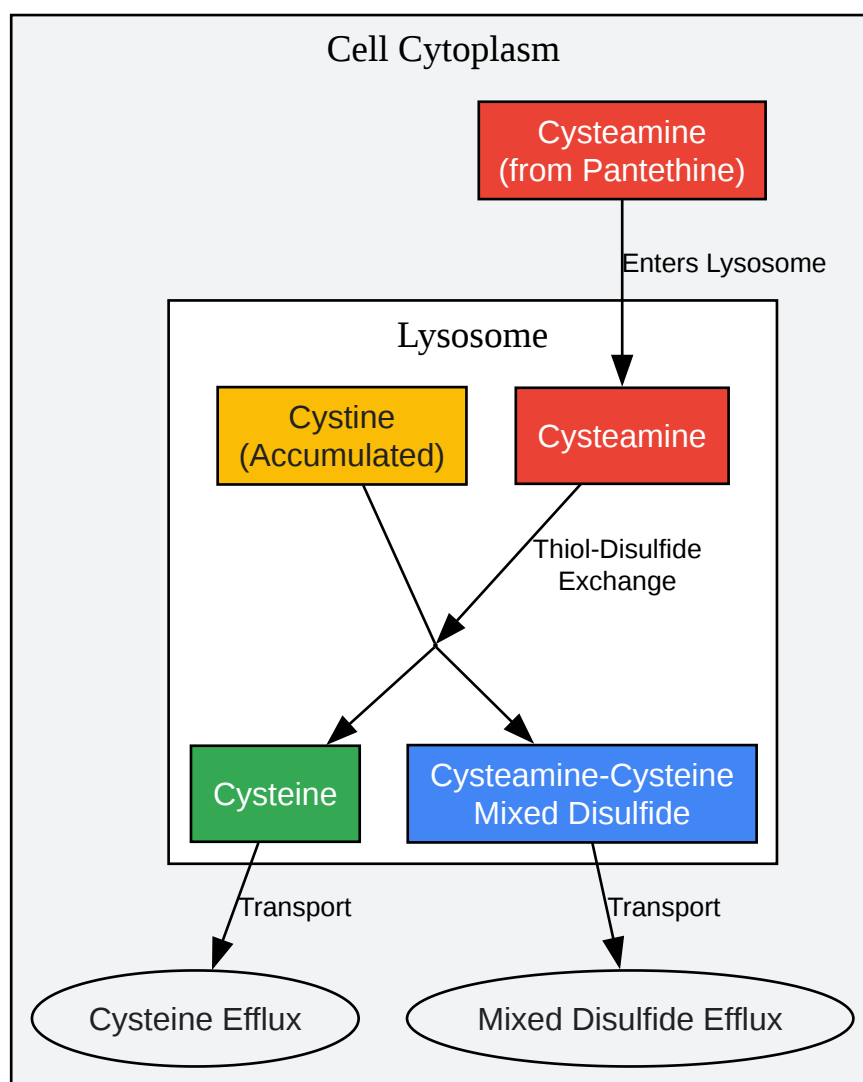 Cell Cytoplasm
Cysteamine
(from Pantethine)
Enters Lysosome
Lysosome
Cystine
(Accumulated)
Cysteamine
Thiol-Disulfide
Exchange
Cysteine
Cysteamine-Cysteine
Mixed Disulfide
Transport
Transport
Cysteine Efflux
Mixed Disulfide Efflux